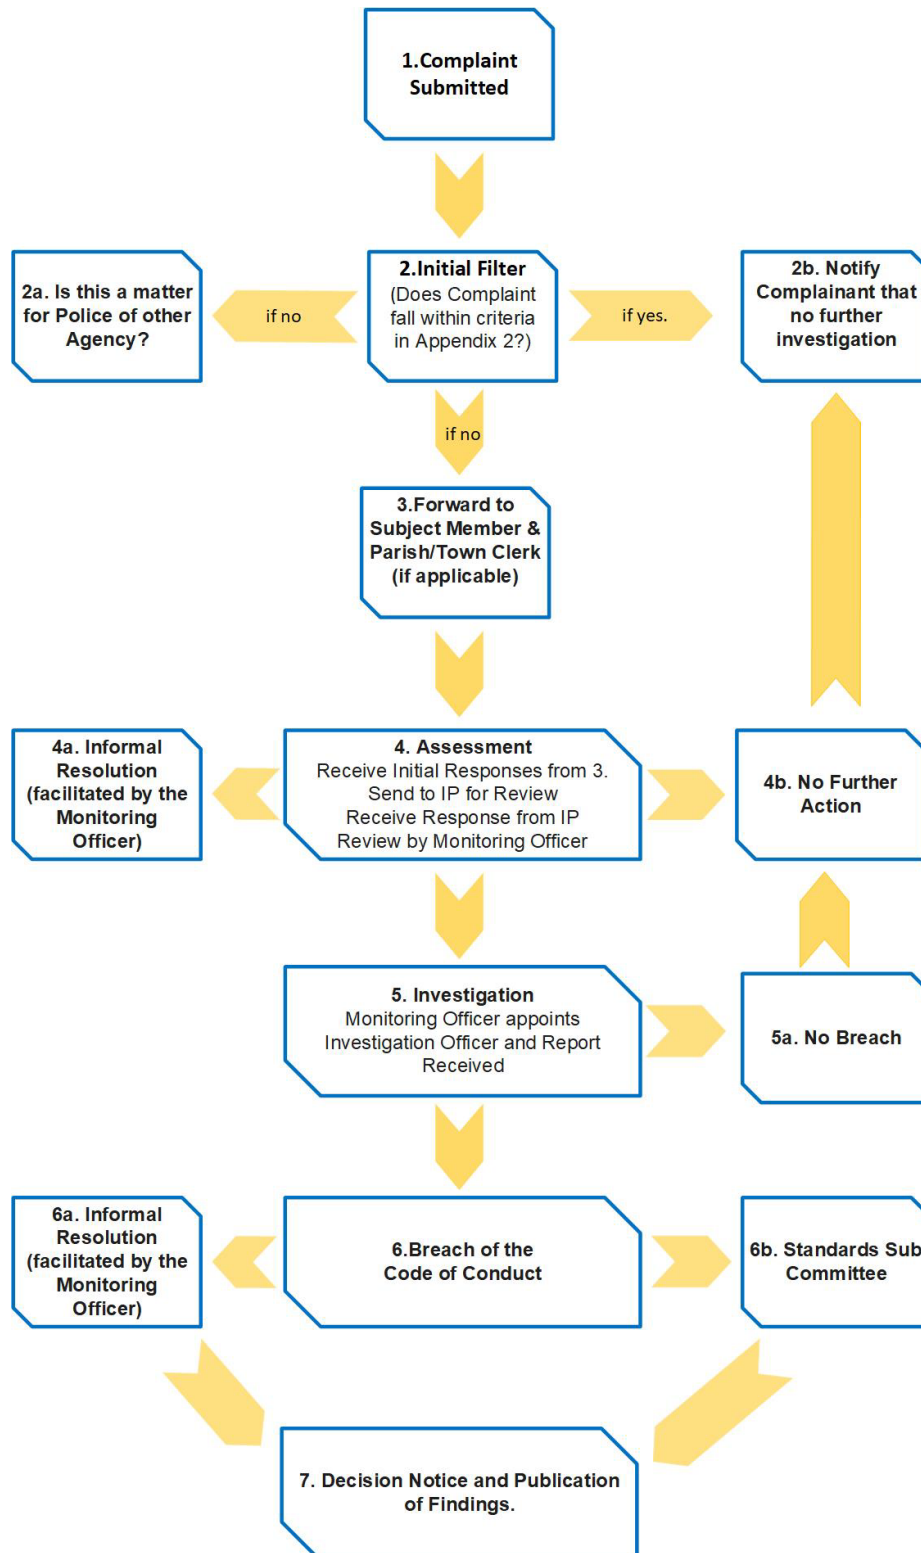 1.Complaint
Submitted
2a. Is this a matter
for Police of other
Agency?
if no
2.Initial Filter
(Does Complaint
fall within criteria
in Appendix 2?)
if yes.
2b. Notify
Complainant that
no further
investigation
if no
3.Forward to
Subject Member &
Parish/Town Clerk
(if applicable)
4a. Informal
Resolution
(facilitated by the
Monitoring
Officer)
4. Assessment
Receive Initial Responses from 3.
Send to IP for Review
Receive Response from IP
Review by Monitoring Officer
4b. No Further
Action
5. Investigation
Monitoring Officer appoints
Investigation Officer and Report
Received
5a. No Breach
6a. Informal
Resolution
(facilitated by the
Monitoring
Officer)
6.Breach of the
Code of Conduct
6b. Standards Sub
Committee
7. Decision Notice and Publication
of Findings.